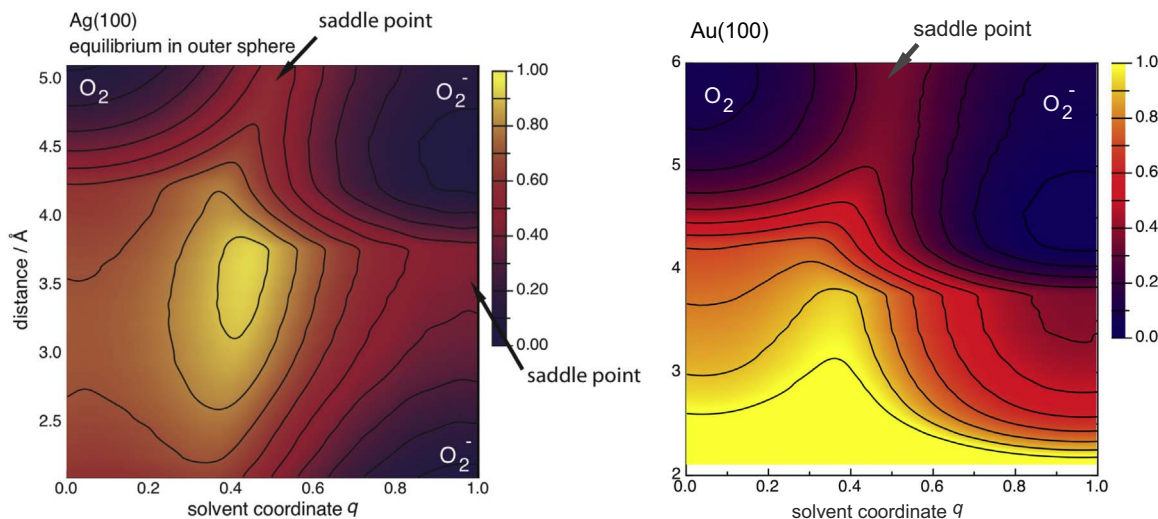 Ag(100)
equilibrium in outer sphere
saddle point
O₂
O₂⁻
O₂⁻
saddle point
distance / Å
5.0
4.5
4.0
3.5
3.0
2.5
0.0
0.2
0.4
0.6
0.8
1.0
solvent coordinate q
1.00
0.80
0.60
0.40
0.20
0.00
Au(100)
saddle point
O₂
O₂⁻
6
5
4
3
2
0.0
0.2
0.4
0.6
0.8
1.0
solvent coordinate q
1.0
0.8
0.6
0.4
0.2
0.0